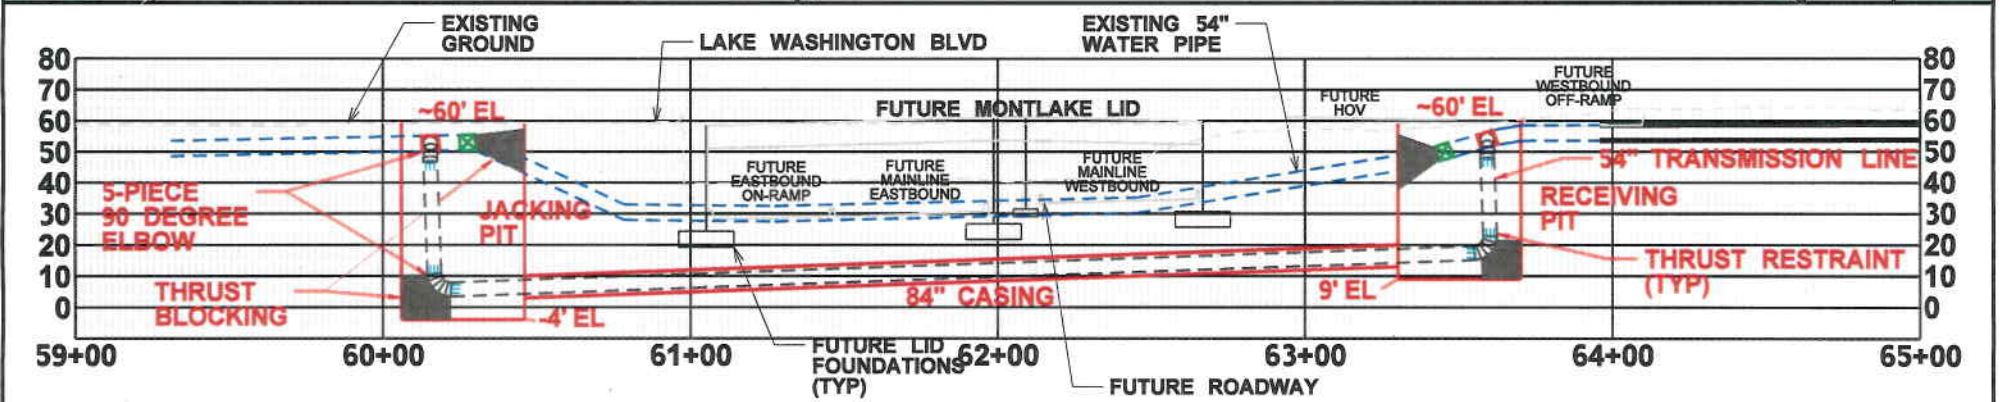 EXISTING
GROUND
LAKE WASHINGTON BLVD
EXISTING 54"
WATER PIPE
80
70
60
50
40
30
20
10
0
80
70
60
50
40
30
20
10
0
~60' EL
FUTURE MONTLAKE LID
FUTURE
HOV
~60' EL
FUTURE
WESTBOUND
OFF-RAMP
5-PIECE
90 DEGREE
ELBOW
JACKING
PIT
FUTURE
EASTBOUND
ON-RAMP
FUTURE
MAINLINE
EASTBOUND
FUTURE
MAINLINE
WESTBOUND
54" TRANSMISSION LINE
RECEIVING
PIT
THRUST
BLOCKING
-4' EL
84" CASING
9' EL
THRUST RESTRAINT
(TYP)
59+00
60+00
61+00
62+00
63+00
64+00
65+00
FUTURE LID
FOUNDATIONS
(TYP)
FUTURE ROADWAY